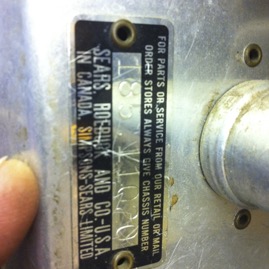 FOR PARTS OR SERVICE FROM OUR RETAIL OR MAIL
ORDER STORES ALWAYS GIVE CHASSIS NUMBER
SEARS, ROEBUCK AND CO.-U.S.A.
IN CANADA, SIMPSONS-SEARS LIMITED